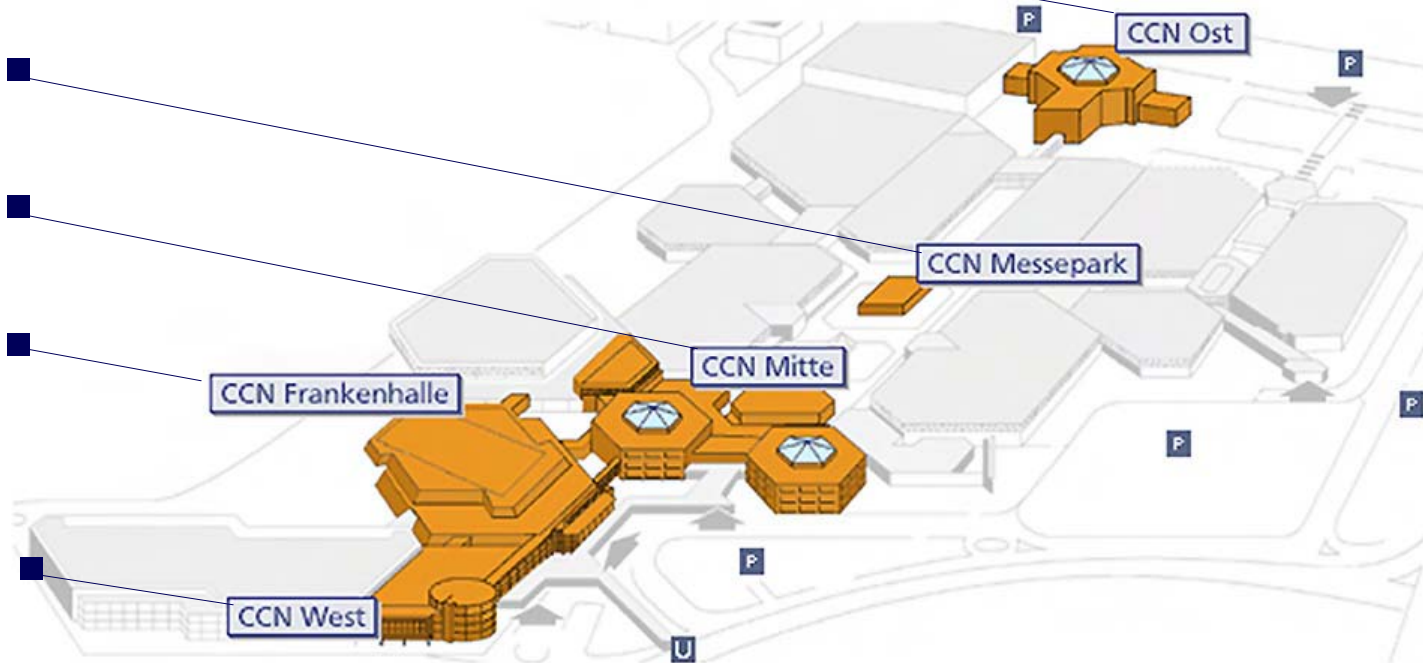 P
CCN Ost
P
CCN Messepark
CCN Mitte
CCN Frankenhalle
P
P
P
CCN West
U